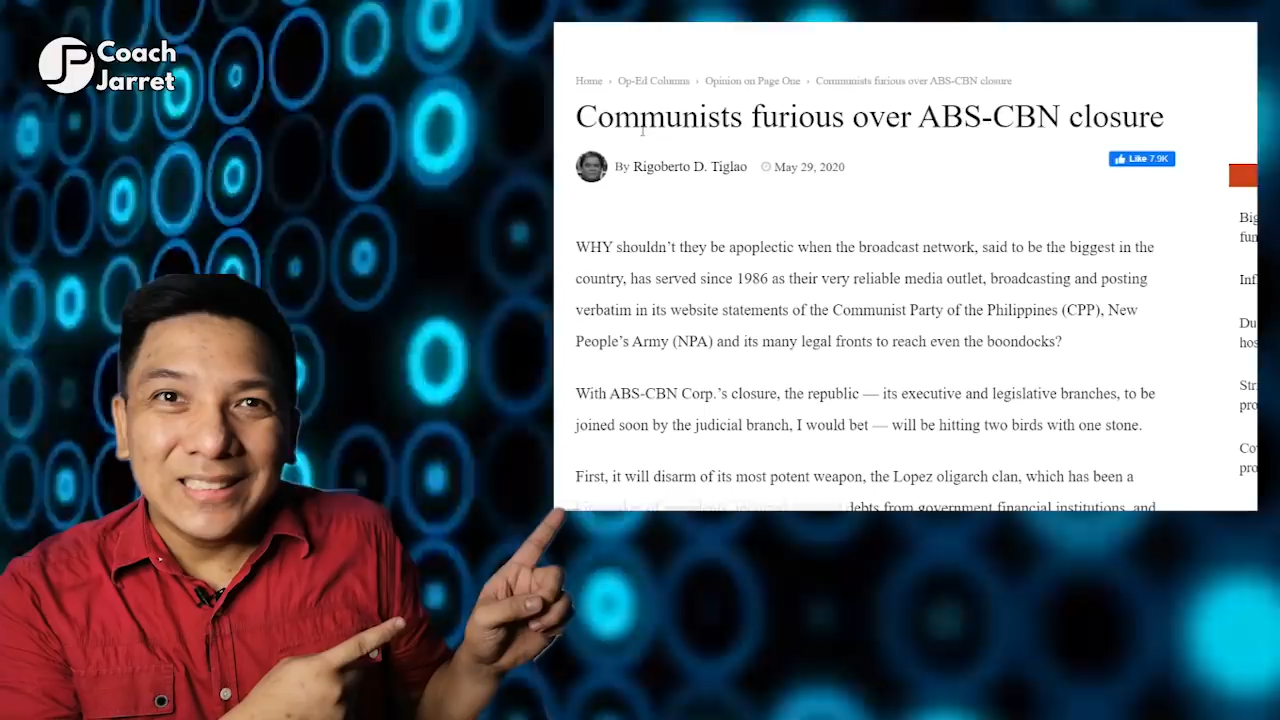 Coach
Jarret
Home › Op-Ed Columns › Opinion on Page One › Communists furious over ABS-CBN closure
Communists furious over ABS-CBN closure
By Rigoberto D. Tiglao May 29, 2020
Like 7.9K
WHY shouldn't they be apoplectic when the broadcast network, said to be the biggest in the
country, has served since 1986 as their very reliable media outlet, broadcasting and posting
verbatim in its website statements of the Communist Party of the Philippines (CPP), New
People's Army (NPA) and its many legal fronts to reach even the boondocks?
With ABS-CBN Corp.'s closure, the republic — its executive and legislative branches, to be
joined soon by the judicial branch, I would bet — will be hitting two birds with one stone.
First, it will disarm of its most potent weapon, the Lopez oligarch clan, which has been a
debts from government financial institutions, and